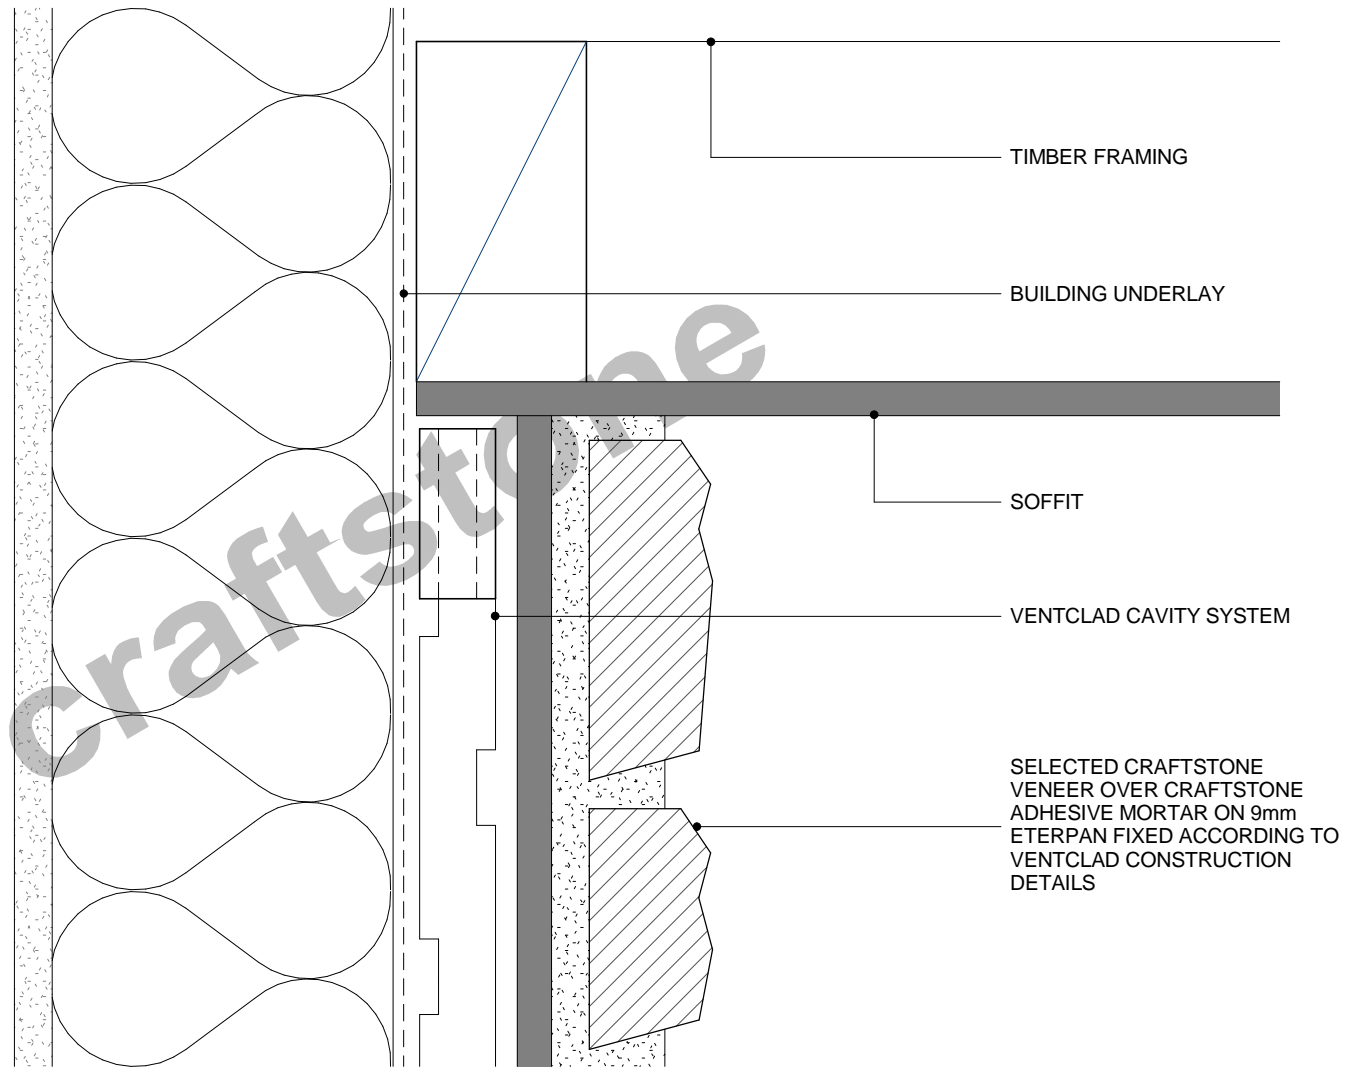 TIMBER FRAMING
BUILDING UNDERLAY
craftstone
SOFFIT
VENTCLAD CAVITY SYSTEM
SELECTED CRAFTSTONE
VENEER OVER CRAFTSTONE
ADHESIVE MORTAR ON 9mm
ETERPAN FIXED ACCORDING TO
VENTCLAD CONSTRUCTION
DETAILS